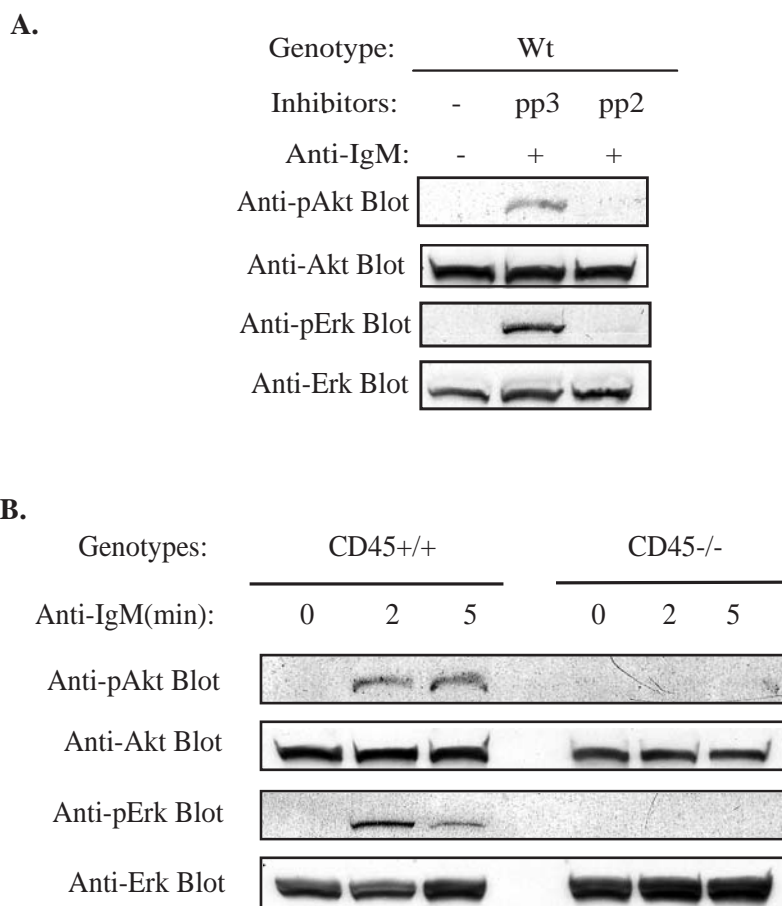 A.
Genotype: Wt
Inhibitors: - pp3 pp2
Anti-IgM: - + +
Anti-pAkt Blot
Anti-Akt Blot
Anti-pErk Blot
Anti-Erk Blot
B.
Genotypes: CD45+/+ CD45-/-
Anti-IgM(min): 0 2 5 0 2 5
Anti-pAkt Blot
Anti-Akt Blot
Anti-pErk Blot
Anti-Erk Blot